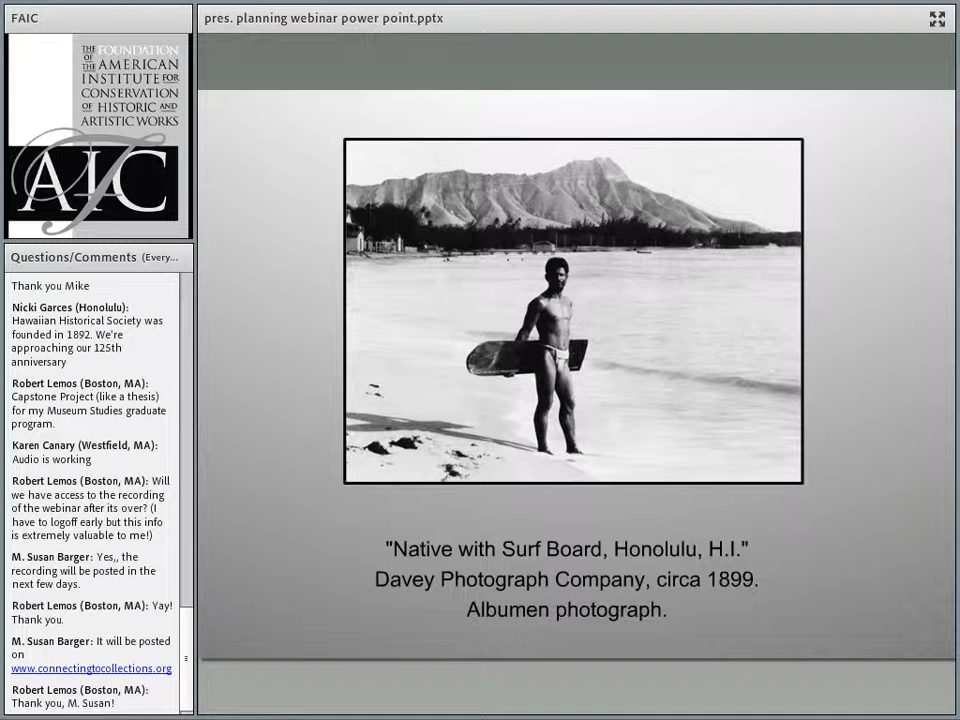 FAIC
THE FOUNDATION
OF THE AMERICAN
INSTITUTE FOR
CONSERVATION
OF HISTORIC AND
ARTISTIC WORKS
FAIC
Questions/Comments (Every...
Thank you Mike
Nicki Garces (Honolulu):
Hawaiian Historical Society was
founded in 1892. We're
approaching our 125th
anniversary
Robert Lemos (Boston, MA):
Capstone Project (like a thesis)
for my Museum Studies graduate
program.
Karen Canary (Westfield, MA):
Audio is working
Robert Lemos (Boston, MA): Will
we have access to the recording
of the webinar after its over? (I
have to logoff early but this info
is extremely valuable to me!)
M. Susan Barger: Yes,, the
recording will be posted in the
next few days.
Robert Lemos (Boston, MA): Yay!
Thank you.
M. Susan Barger: It will be posted
on
www.connectingtocollections.org
Robert Lemos (Boston, MA):
Thank you, M. Susan!
pres. planning webinar power point.pptx
"Native with Surf Board, Honolulu, H.I."
Davey Photograph Company, circa 1899.
Albumen photograph.